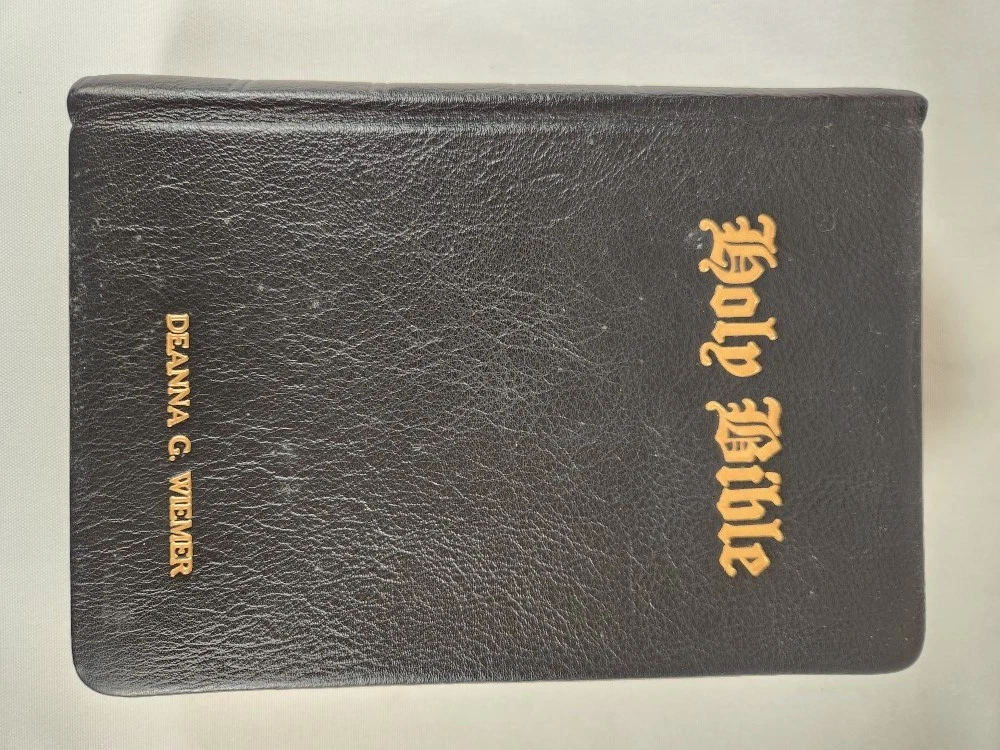 Holy Bible
DEANNA G. WIEMER